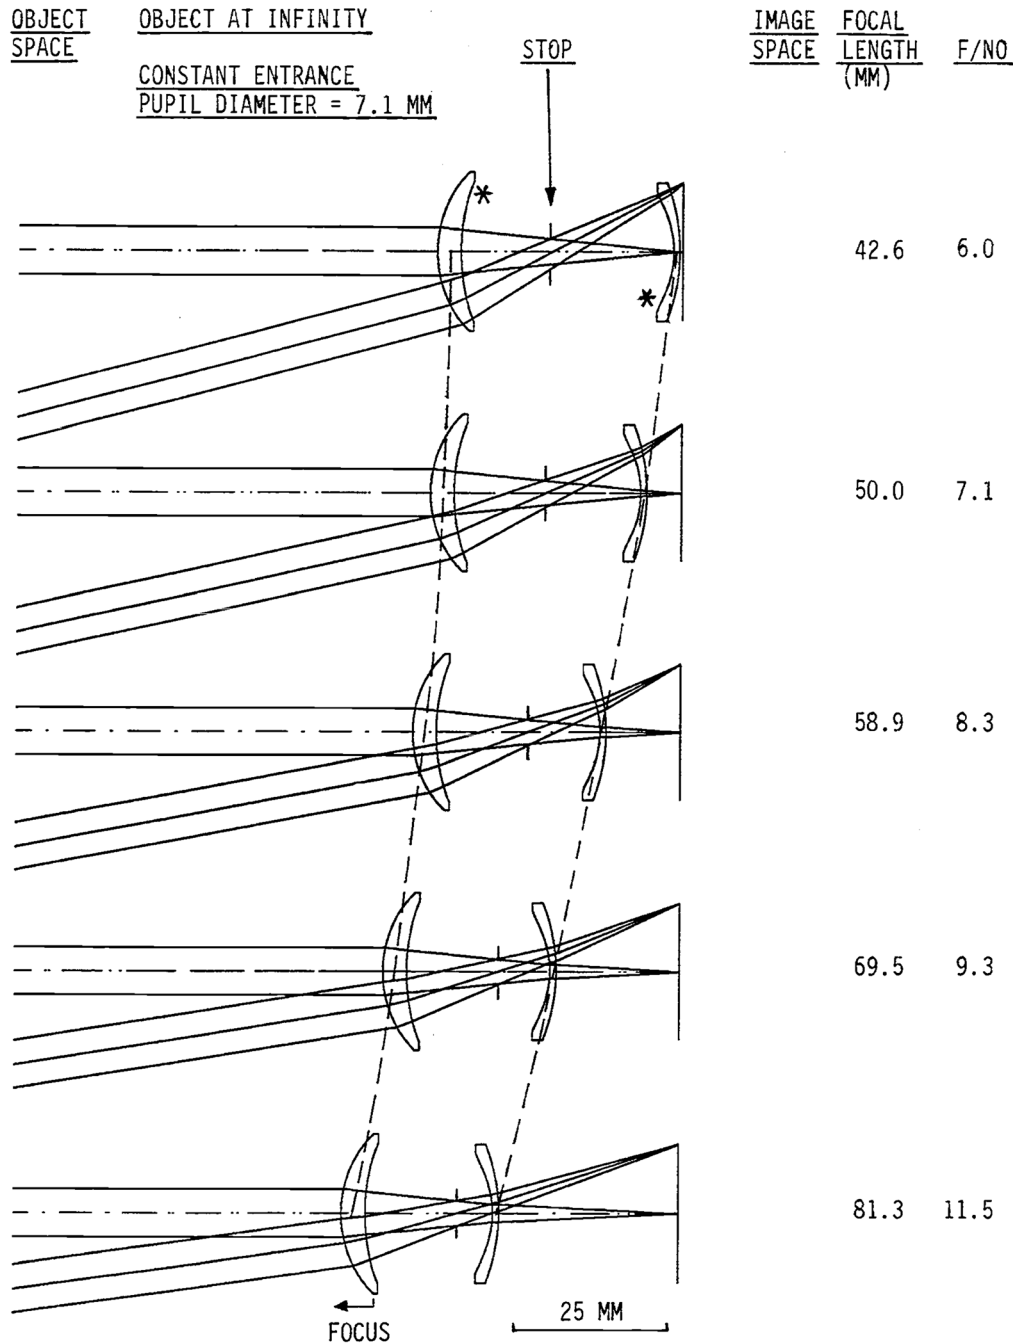 OBJECT SPACE
OBJECT AT INFINITY
CONSTANT ENTRANCE
PUPIL DIAMETER = 7.1 MM
STOP
IMAGE SPACE
FOCAL LENGTH (MM)
F/NO
*
*
42.6 6.0
50.0 7.1
58.9 8.3
69.5 9.3
81.3 11.5
FOCUS
25 MM